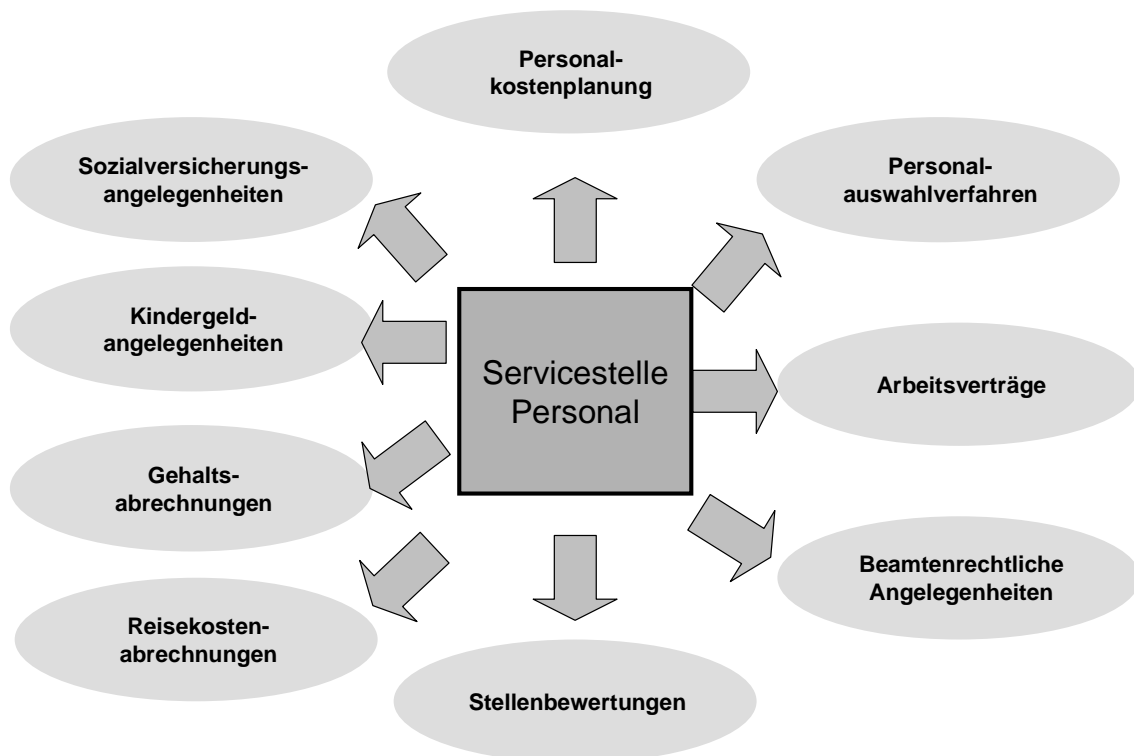 Personal-
kostenplanung
Sozialversicherungs-
angelegenheiten
Personal-
auswahlverfahren
Kindergeld-
angelegenheiten
Servicestelle
Personal
Arbeitsverträge
Gehalts-
abrechnungen
Beamtenrechtliche
Angelegenheiten
Reisekosten-
abrechnungen
Stellenbewertungen